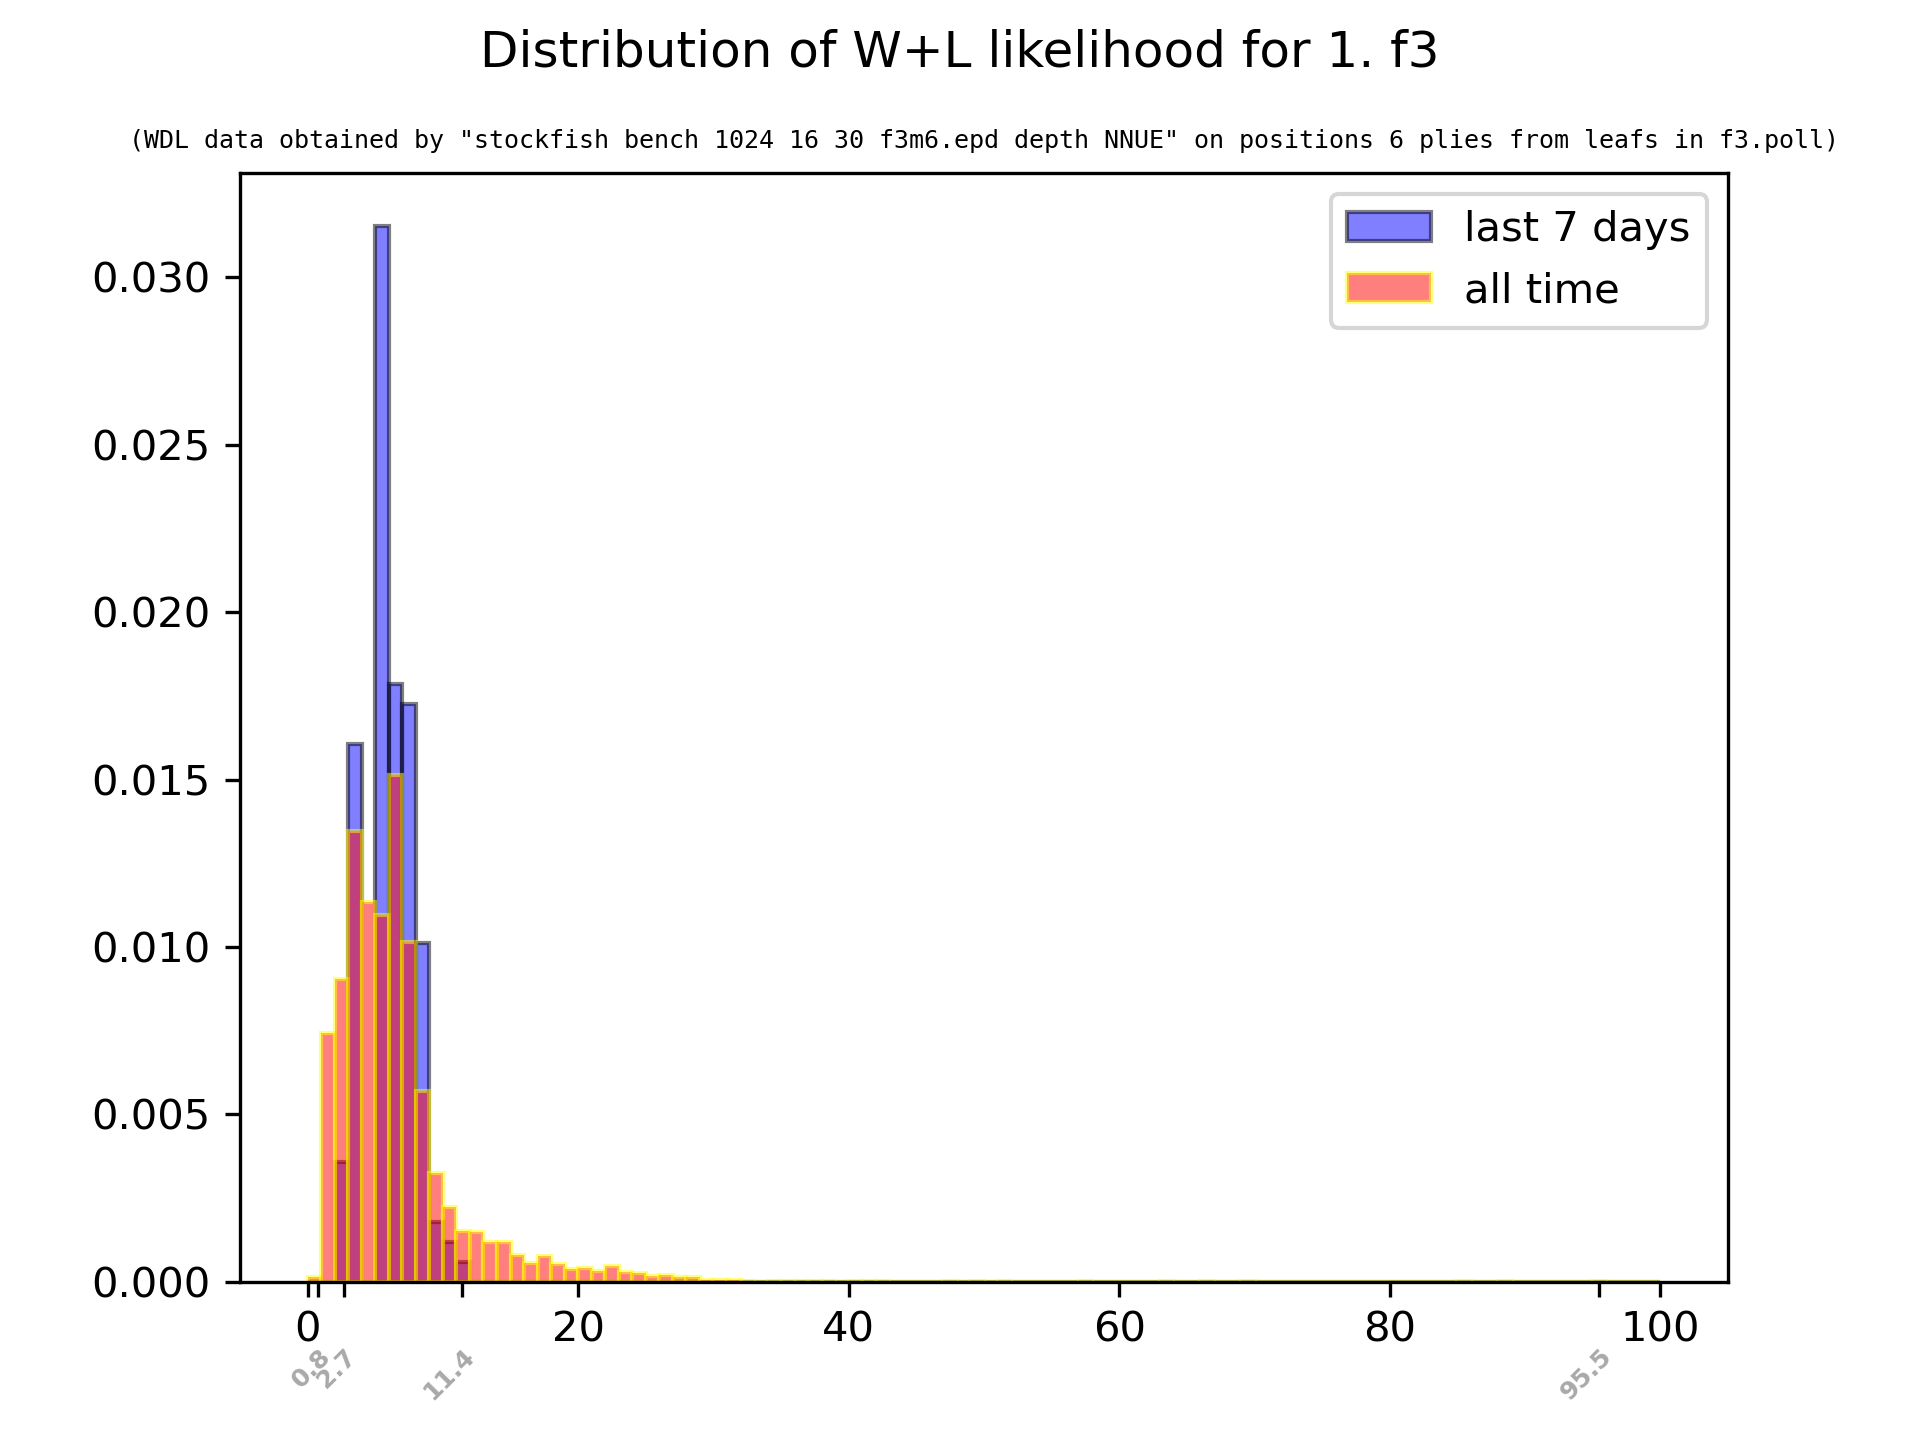 Distribution of W+L likelihood for 1. f3
(WDL data obtained by "stockfish bench 1024 16 30 f3m6.epd depth NNUE" on positions 6 plies from leafs in f3.poll)
last 7 days
all time
0.030
0.025
0.020
0.015
0.010
0.005
0.000
0 20 40 60 80 100
0.8 2.7 11.4 95.5